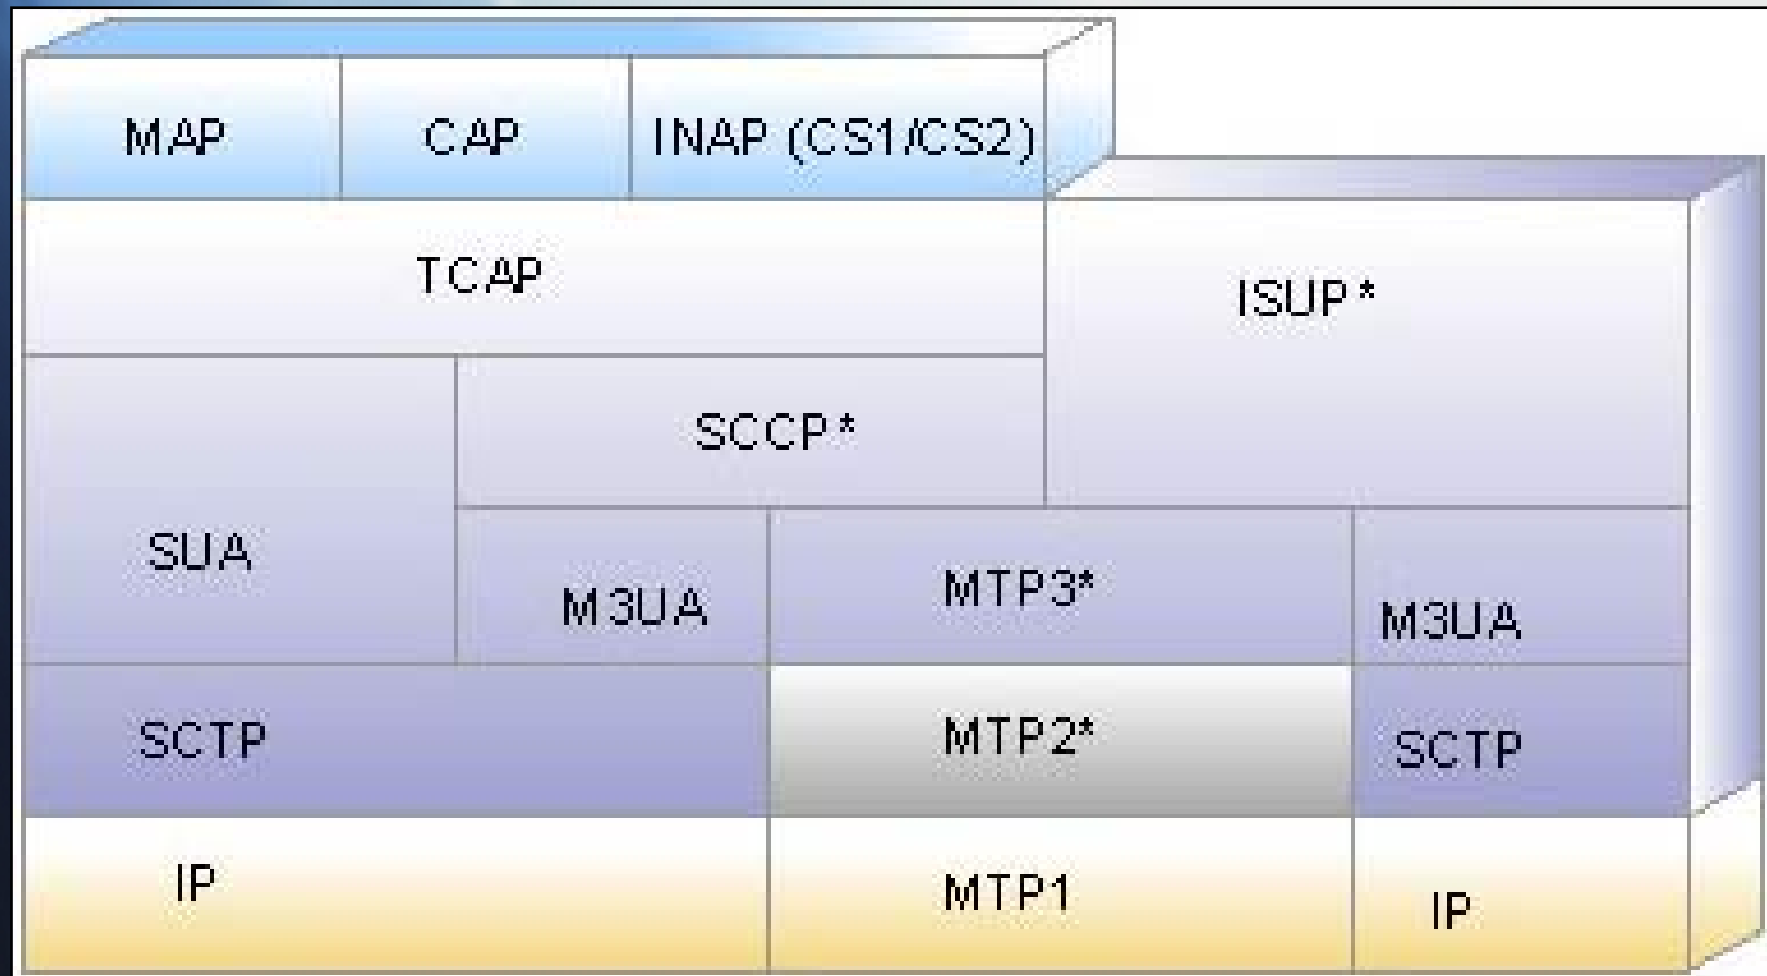 MAP
CAP
INAP (CS1/CS2)
TCAP
ISUP*
SCCP*
SUA
M3UA
MTP3*
M3UA
SCTP
MTP2*
SCTP
IP
MTP1
IP